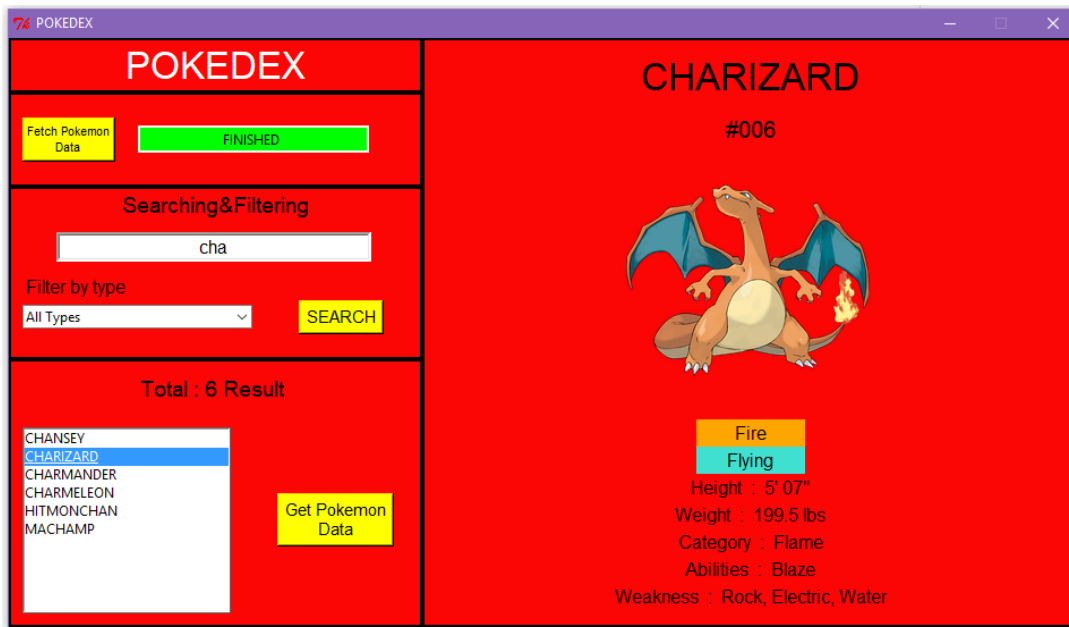 POKEDEX
POKEDEX
Fetch Pokemon
Data
FINISHED
Searching&Filtering
cha
Filter by type
All Types
SEARCH
Total : 6 Result
CHANSEY
CHARIZARD
CHARMANDER
CHARMELEON
HITMONCHAN
MACHAMP
Get Pokemon
Data
CHARIZARD
#006
Fire
Flying
Height : 5' 07"
Weight : 199.5 lbs
Category : Flame
Abilities : Blaze
Weakness : Rock, Electric, Water